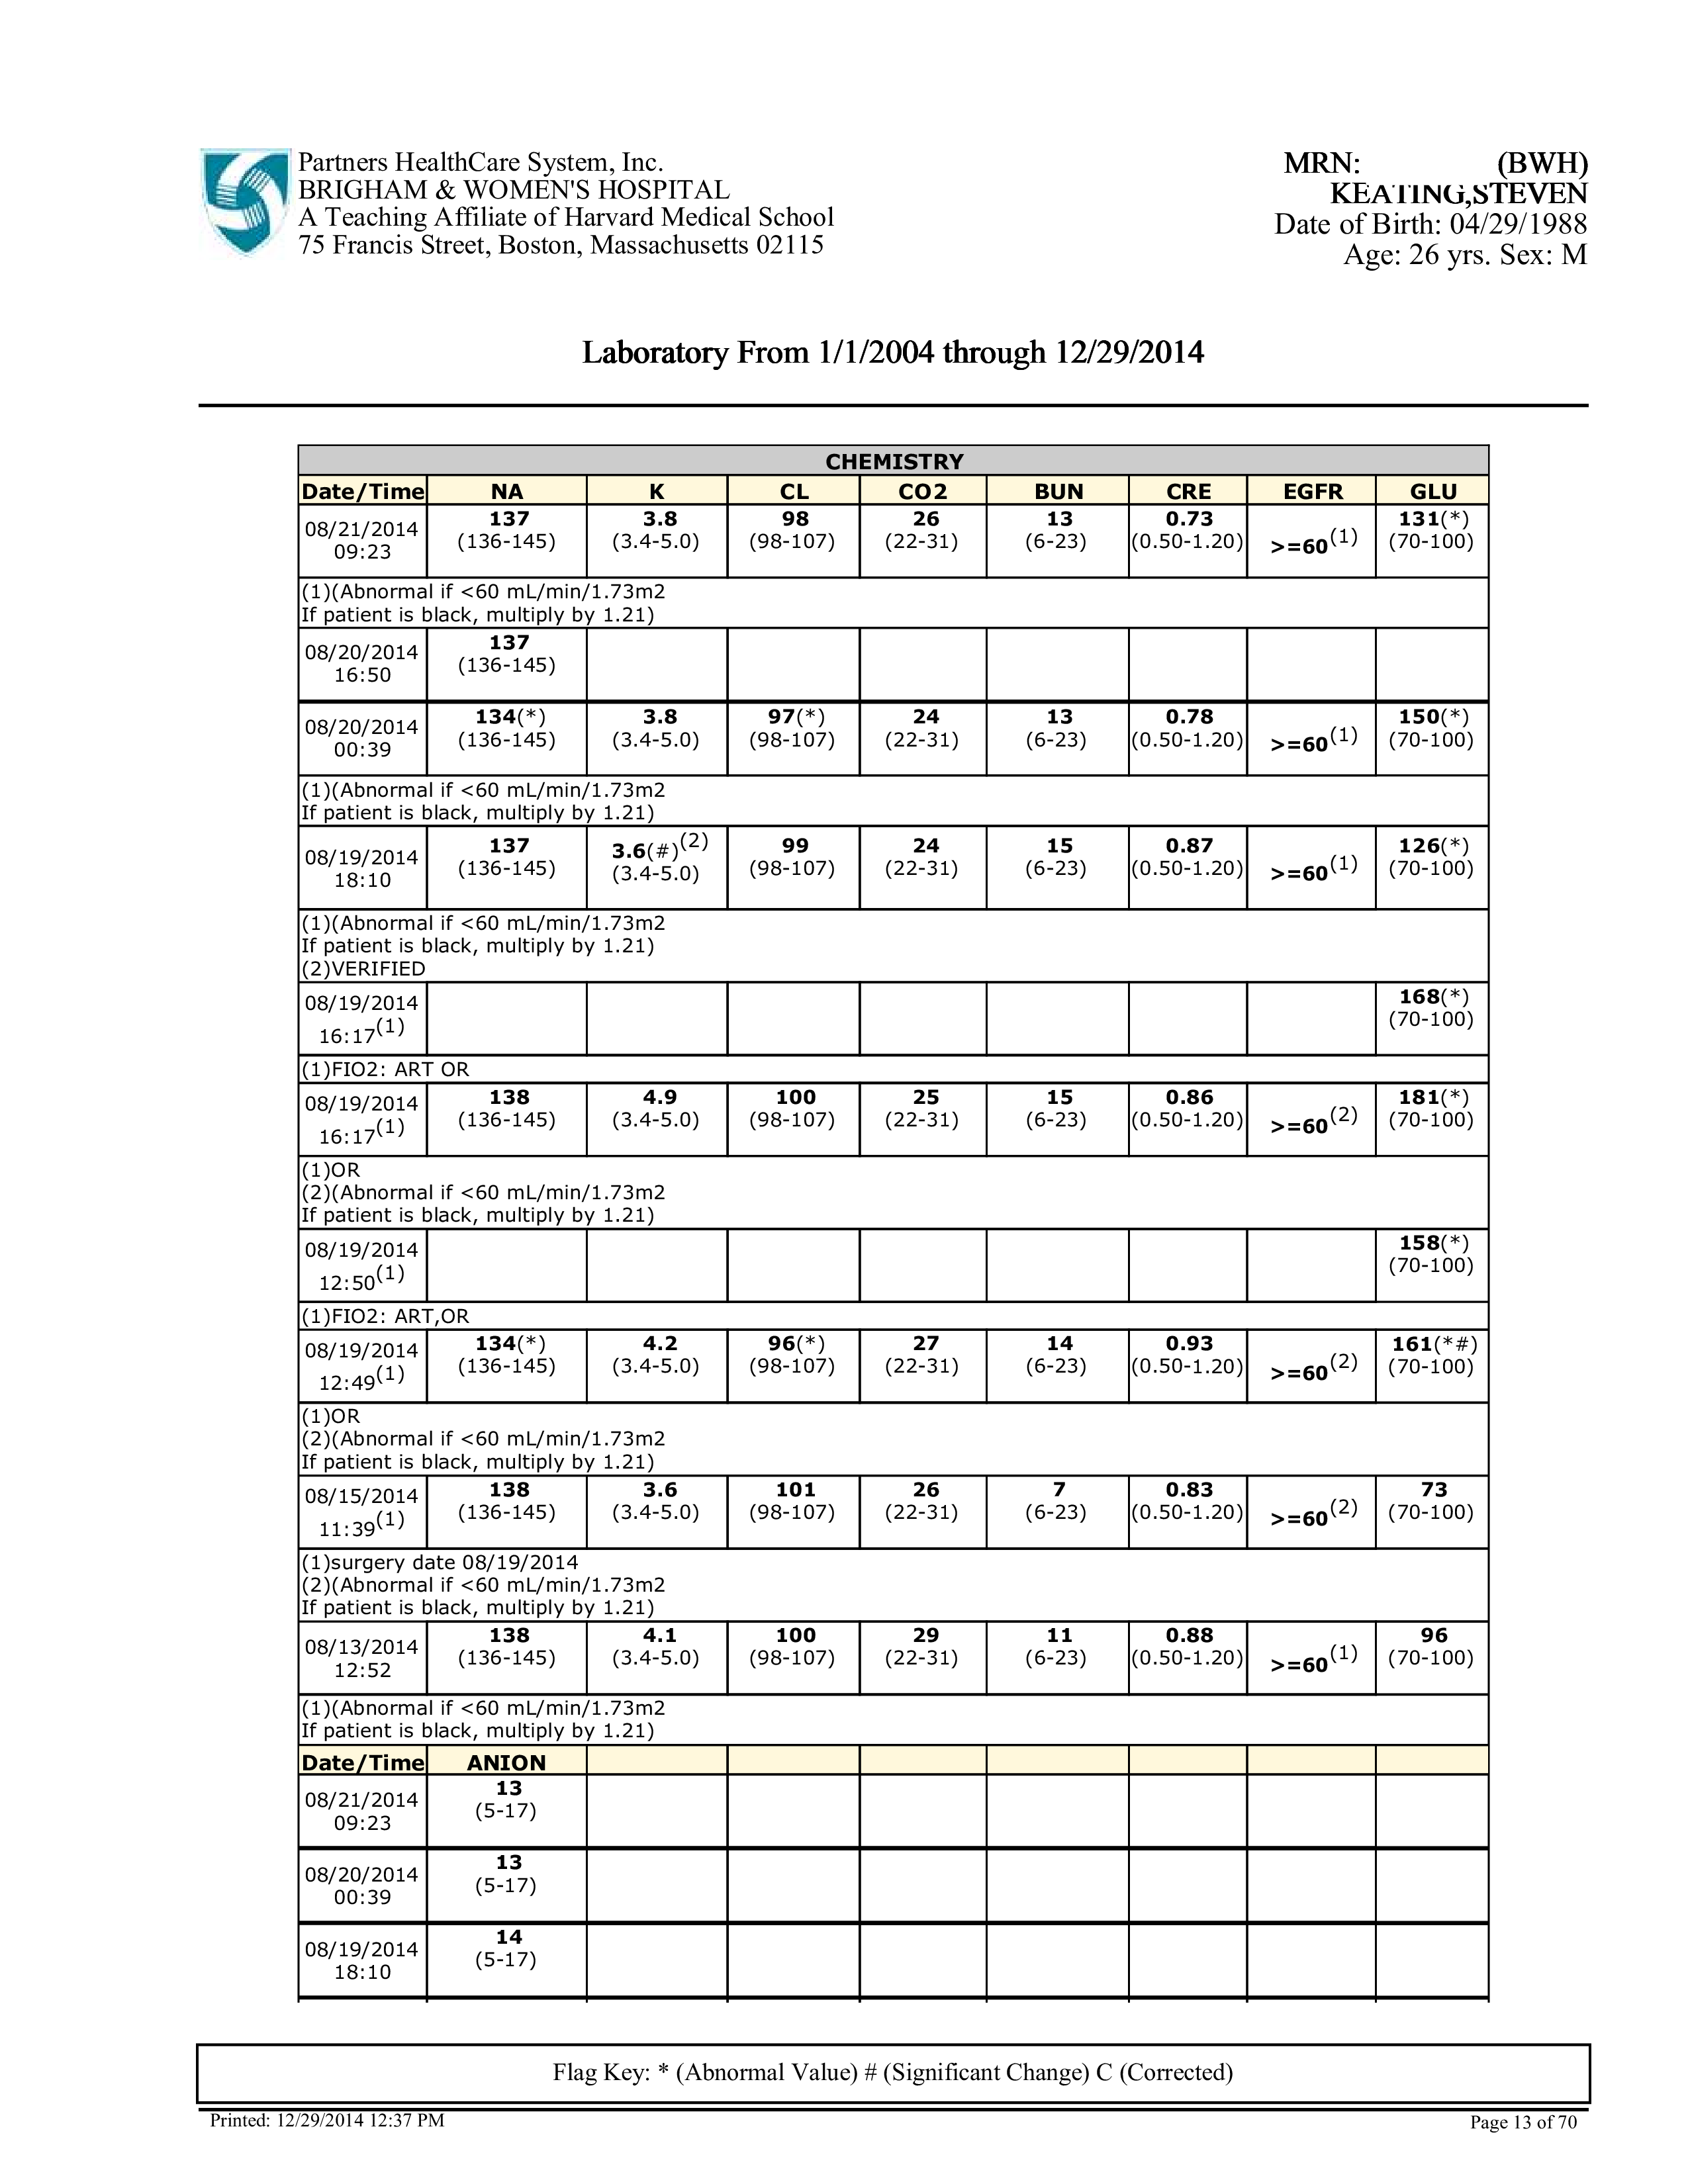 Partners HealthCare System, Inc.
BRIGHAM & WOMEN'S HOSPITAL
A Teaching Affiliate of Harvard Medical School
75 Francis Street, Boston, Massachusetts 02115
MRN: (BWH)
KEATING,STEVEN
Date of Birth: 04/29/1988
Age: 26 yrs. Sex: M
Laboratory From 1/1/2004 through 12/29/2014
CHEMISTRY
Date/Time NA K CL CO2 BUN CRE EGFR GLU
08/21/2014 09:23 137 (136-145) 3.8 (3.4-5.0) 98 (98-107) 26 (22-31) 13 (6-23) 0.73 (0.50-1.20) >=60(1) 131(*) (70-100)
(1)(Abnormal if <60 mL/min/1.73m2
If patient is black, multiply by 1.21)
08/20/2014 16:50 137 (136-145)
08/20/2014 00:39 134(*) (136-145) 3.8 (3.4-5.0) 97(*) (98-107) 24 (22-31) 13 (6-23) 0.78 (0.50-1.20) >=60(1) 150(*) (70-100)
(1)(Abnormal if <60 mL/min/1.73m2
If patient is black, multiply by 1.21)
08/19/2014 18:10 137 (136-145) 3.6(#)(2) (3.4-5.0) 99 (98-107) 24 (22-31) 15 (6-23) 0.87 (0.50-1.20) >=60(1) 126(*) (70-100)
(1)(Abnormal if <60 mL/min/1.73m2
If patient is black, multiply by 1.21)
(2)VERIFIED
08/19/2014 16:17(1) 168(*) (70-100)
(1)FIO2: ART OR
08/19/2014 16:17(1) 138 (136-145) 4.9 (3.4-5.0) 100 (98-107) 25 (22-31) 15 (6-23) 0.86 (0.50-1.20) >=60(2) 181(*) (70-100)
(1)OR
(2)(Abnormal if <60 mL/min/1.73m2
If patient is black, multiply by 1.21)
08/19/2014 12:50(1) 158(*) (70-100)
(1)FIO2: ART,OR
08/19/2014 12:49(1) 134(*) (136-145) 4.2 (3.4-5.0) 96(*) (98-107) 27 (22-31) 14 (6-23) 0.93 (0.50-1.20) >=60(2) 161(*#) (70-100)
(1)OR
(2)(Abnormal if <60 mL/min/1.73m2
If patient is black, multiply by 1.21)
08/15/2014 11:39(1) 138 (136-145) 3.6 (3.4-5.0) 101 (98-107) 26 (22-31) 7 (6-23) 0.83 (0.50-1.20) >=60(2) 73 (70-100)
(1)surgery date 08/19/2014
(2)(Abnormal if <60 mL/min/1.73m2
If patient is black, multiply by 1.21)
08/13/2014 12:52 138 (136-145) 4.1 (3.4-5.0) 100 (98-107) 29 (22-31) 11 (6-23) 0.88 (0.50-1.20) >=60(1) 96 (70-100)
(1)(Abnormal if <60 mL/min/1.73m2
If patient is black, multiply by 1.21)
Date/Time ANION
08/21/2014 09:23 13 (5-17)
08/20/2014 00:39 13 (5-17)
08/19/2014 18:10 14 (5-17)
Flag Key: * (Abnormal Value) # (Significant Change) C (Corrected)
Printed: 12/29/2014 12:37 PM
Page 13 of 70